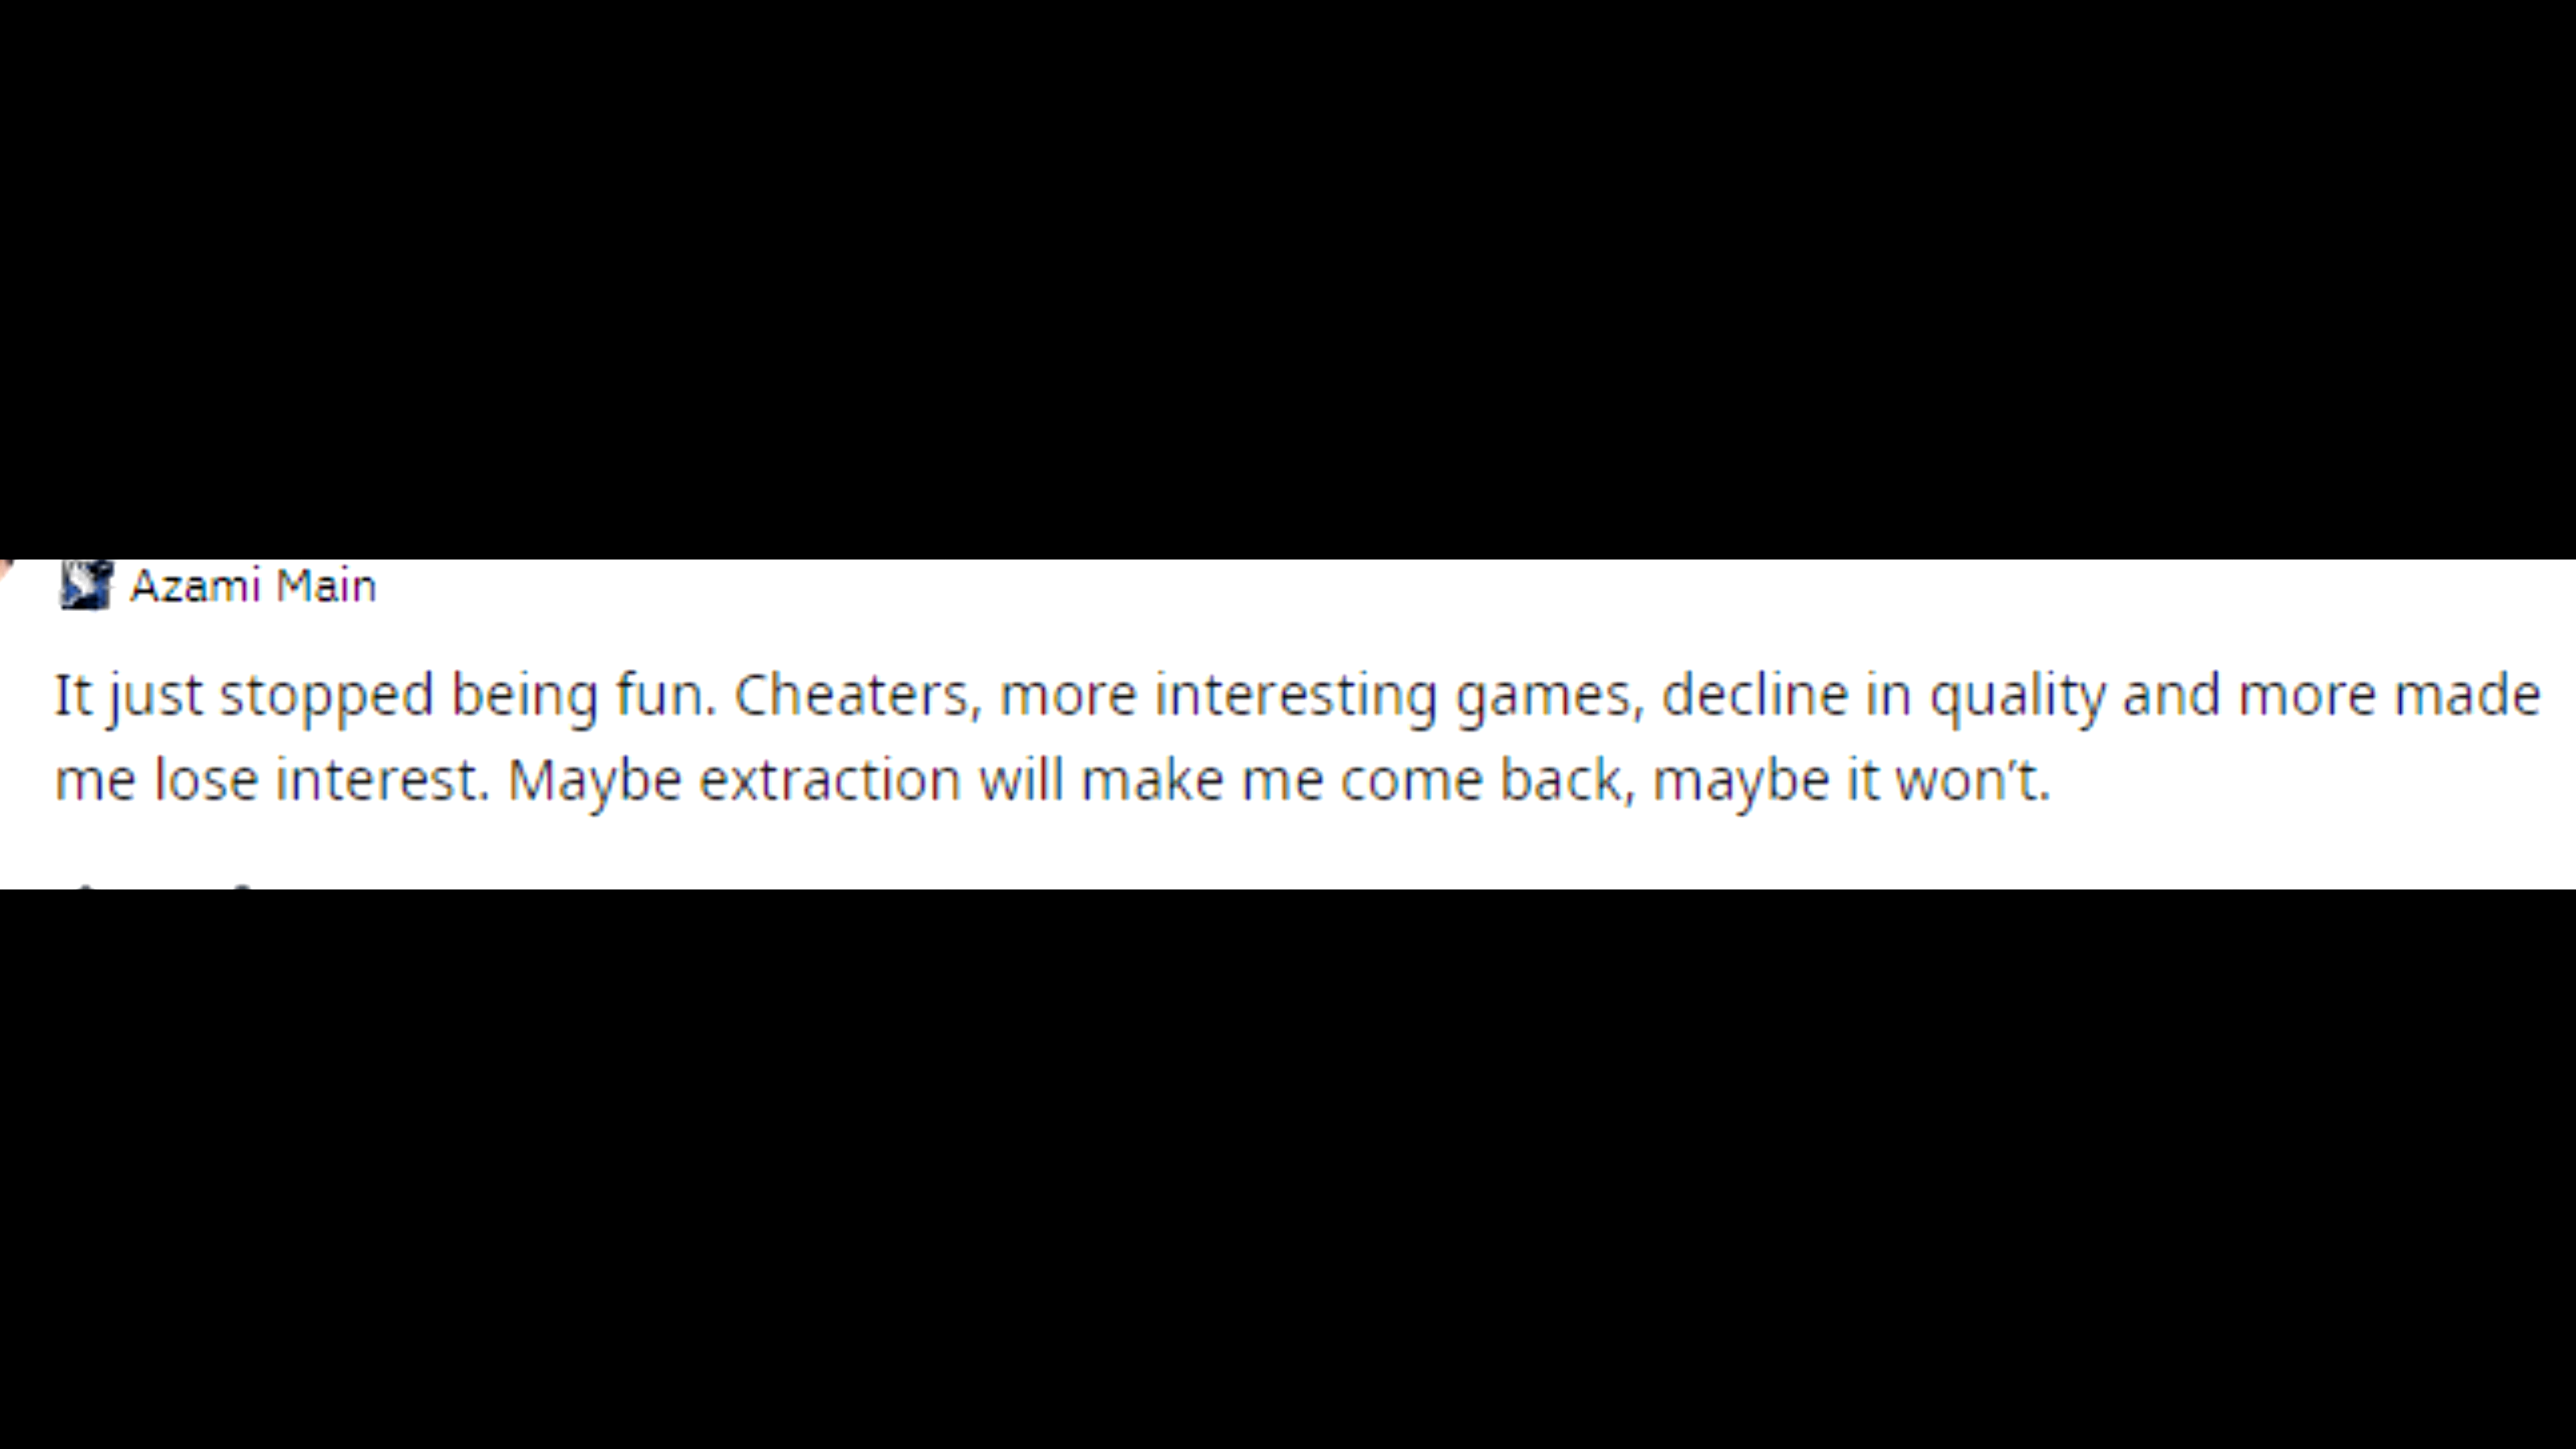 Azami Main
It just stopped being fun. Cheaters, more interesting games, decline in quality and more made
me lose interest. Maybe extraction will make me come back, maybe it won’t.